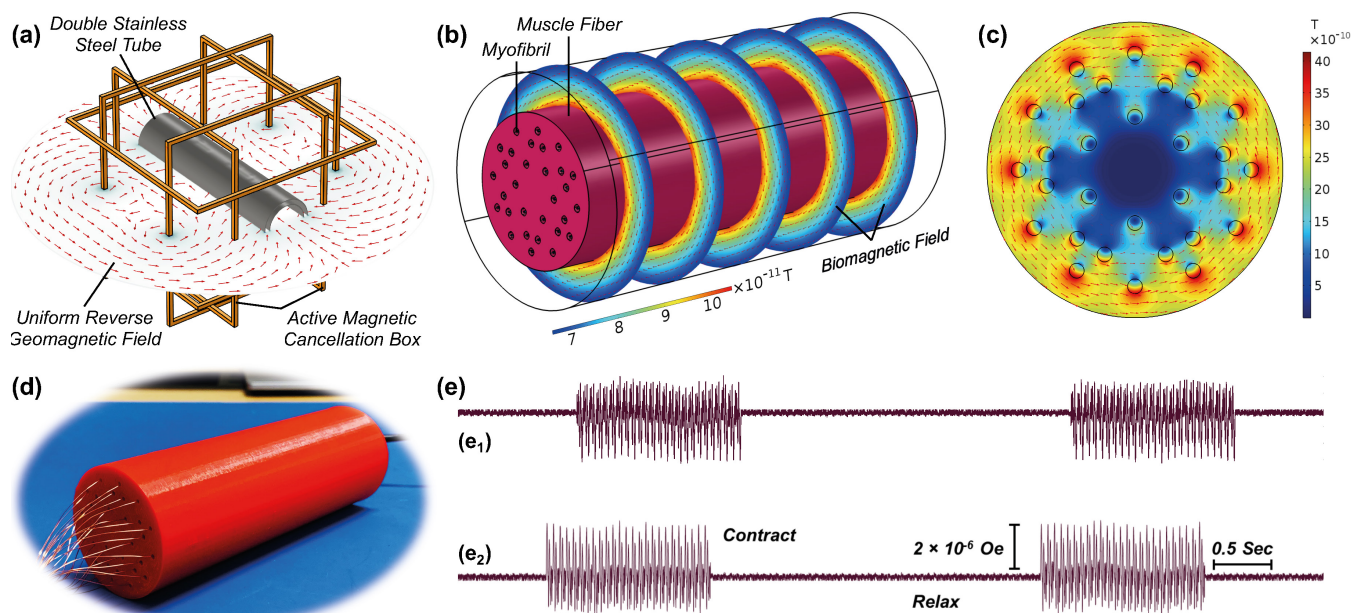 (a)
Double Stainless
Steel Tube
Uniform Reverse
Geomagnetic Field
Active Magnetic
Cancellation Box
(b)
Muscle Fiber
Myofibril
Biomagnetic Field
×10⁻¹¹ T
7 8 9 10
(c)
T
×10⁻¹⁰
40
35
30
25
20
15
10
5
(d)
(e)
(e₁)
(e₂)
Contract
2 × 10⁻⁶ Oe
0.5 Sec
Relax